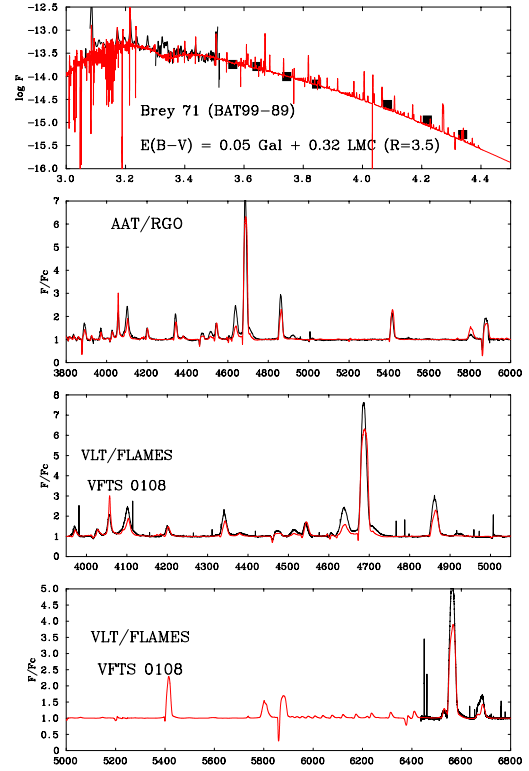 −12.5
−13.0
−13.5
−14.0
−14.5
−15.0
−15.5
−16.0
log F
Brey 71 (BAT99−89)
E(B−V) = 0.05 Gal + 0.32 LMC (R=3.5)
3.0 3.2 3.4 3.6 3.8 4.0 4.2 4.4
7
6
5
4
3
2
1
0
F/Fc
AAT/RGO
3800 4000 4200 4400 4600 4800 5000 5200 5400 5600 5800 6000
8
7
6
5
4
3
2
1
0
F/Fc
VLT/FLAMES
VFTS 0108
4000 4100 4200 4300 4400 4500 4600 4700 4800 4900 5000
5.0
4.5
4.0
3.5
3.0
2.5
2.0
1.5
1.0
0.5
0
F/Fc
VLT/FLAMES
VFTS 0108
5000 5200 5400 5600 5800 6000 6200 6400 6600 6800